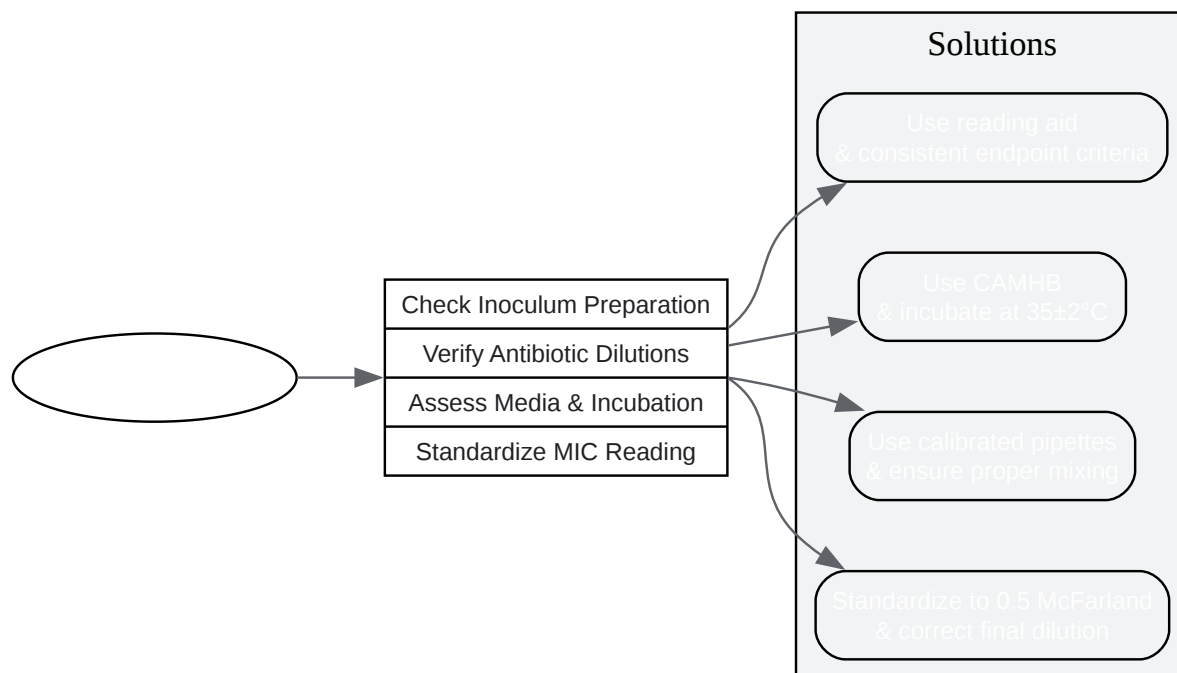 Solutions
Use reading aid
& consistent endpoint criteria
Check Inoculum Preparation
Verify Antibiotic Dilutions
Assess Media & Incubation
Standardize MIC Reading
Use CAMHB
& incubate at 35±2°C
Use calibrated pipettes
& ensure proper mixing
Standardize to 0.5 McFarland
& correct final dilution